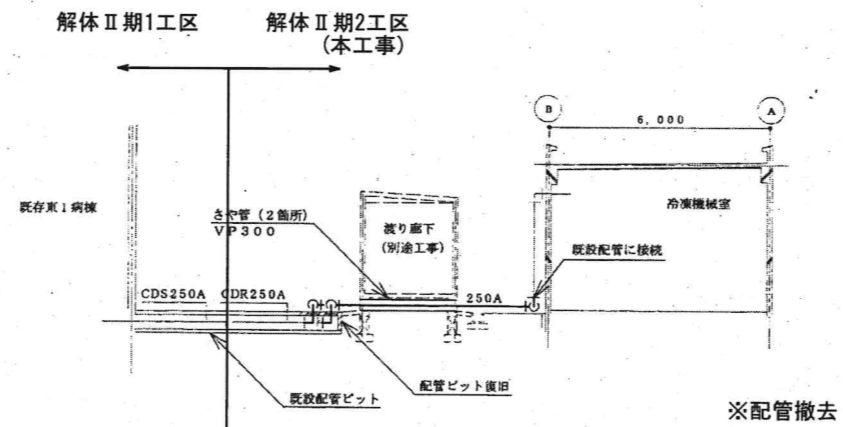 解体Ⅱ期1工区
解体Ⅱ期2工区
(本工事)
B
A
6,000
既存東1病棟
さや管(2箇所)
VP300
渡り廊下
(別途工事)
冷凍機械室
既設配管に接続
CDS250A
CDR250A
250A
配管ピット復旧
既設配管ピット
※配管撤去